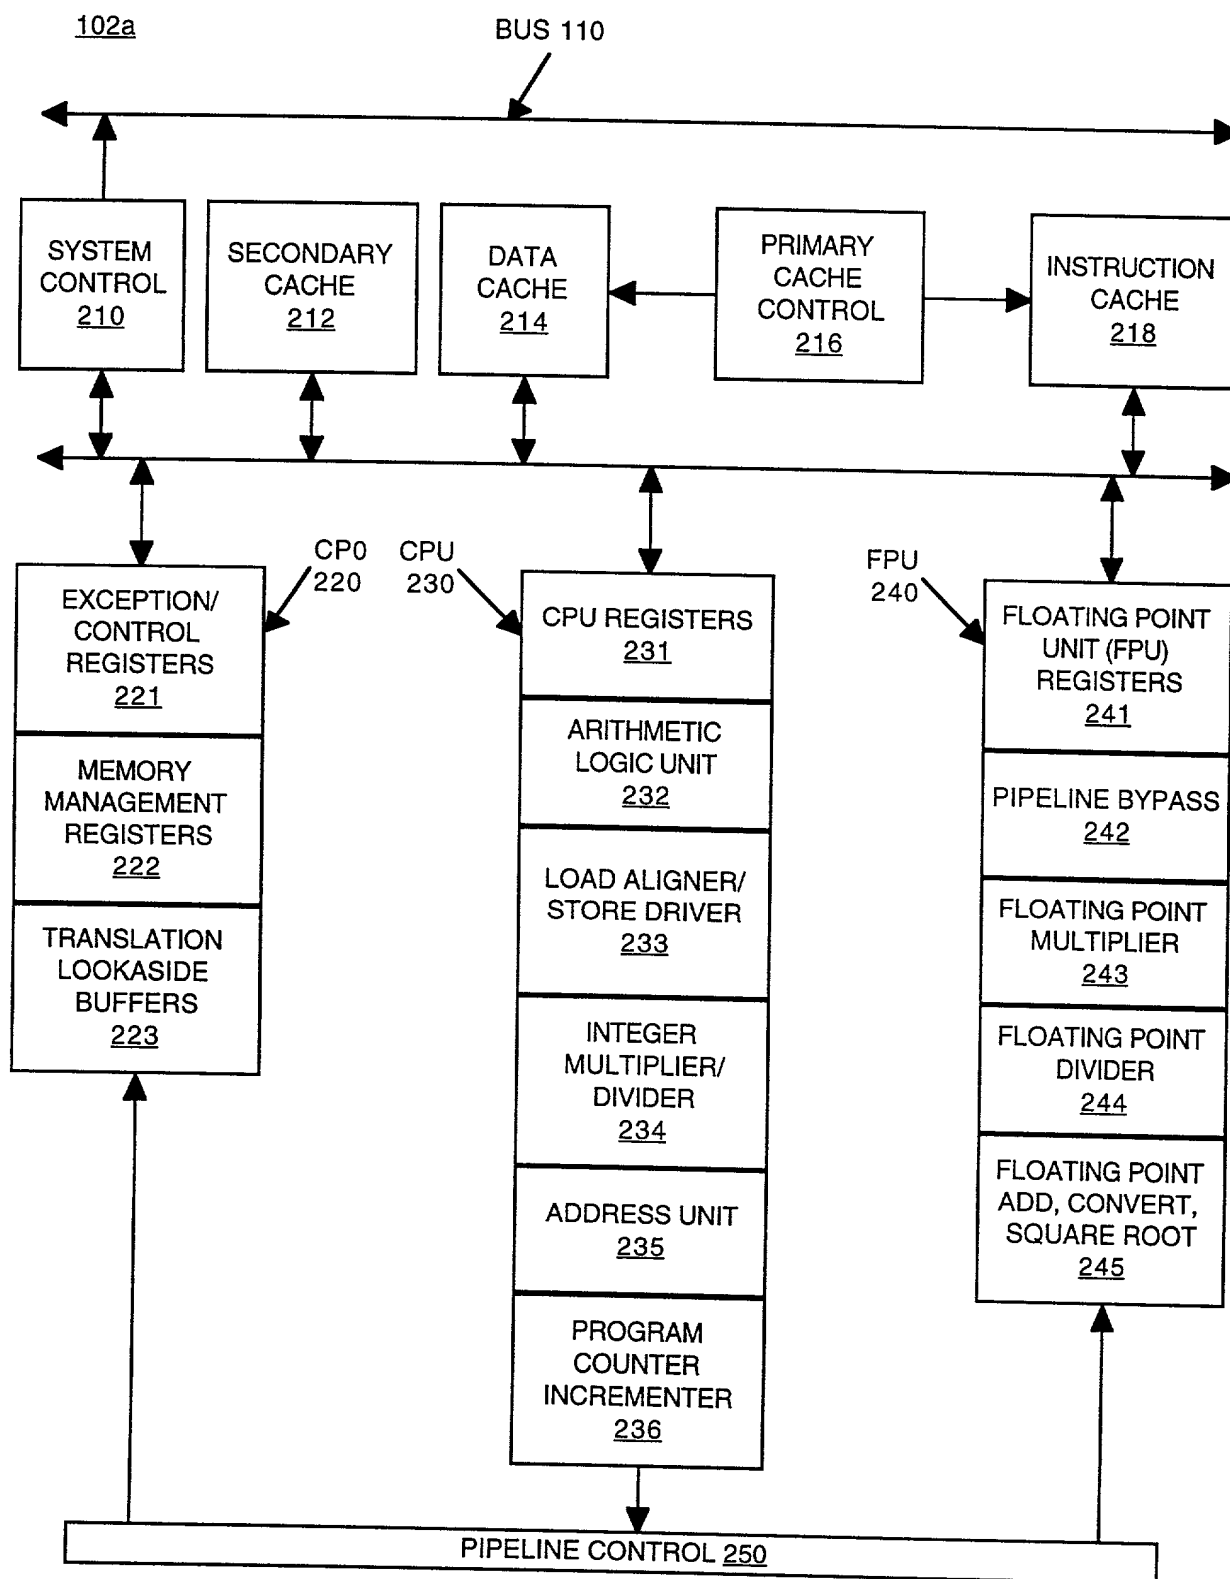 102a
BUS 110
SYSTEM
CONTROL
210
SECONDARY
CACHE
212
DATA
CACHE
214
PRIMARY
CACHE
CONTROL
216
INSTRUCTION
CACHE
218
CP0
220
EXCEPTION/
CONTROL
REGISTERS
221
MEMORY
MANAGEMENT
REGISTERS
222
TRANSLATION
LOOKASIDE
BUFFERS
223
CPU
230
CPU REGISTERS
231
ARITHMETIC
LOGIC UNIT
232
LOAD ALIGNER/
STORE DRIVER
233
INTEGER
MULTIPLIER/
DIVIDER
234
ADDRESS UNIT
235
PROGRAM
COUNTER
INCREMENTER
236
FPU
240
FLOATING POINT
UNIT (FPU)
REGISTERS
241
PIPELINE BYPASS
242
FLOATING POINT
MULTIPLIER
243
FLOATING POINT
DIVIDER
244
FLOATING POINT
ADD, CONVERT,
SQUARE ROOT
245
PIPELINE CONTROL 250